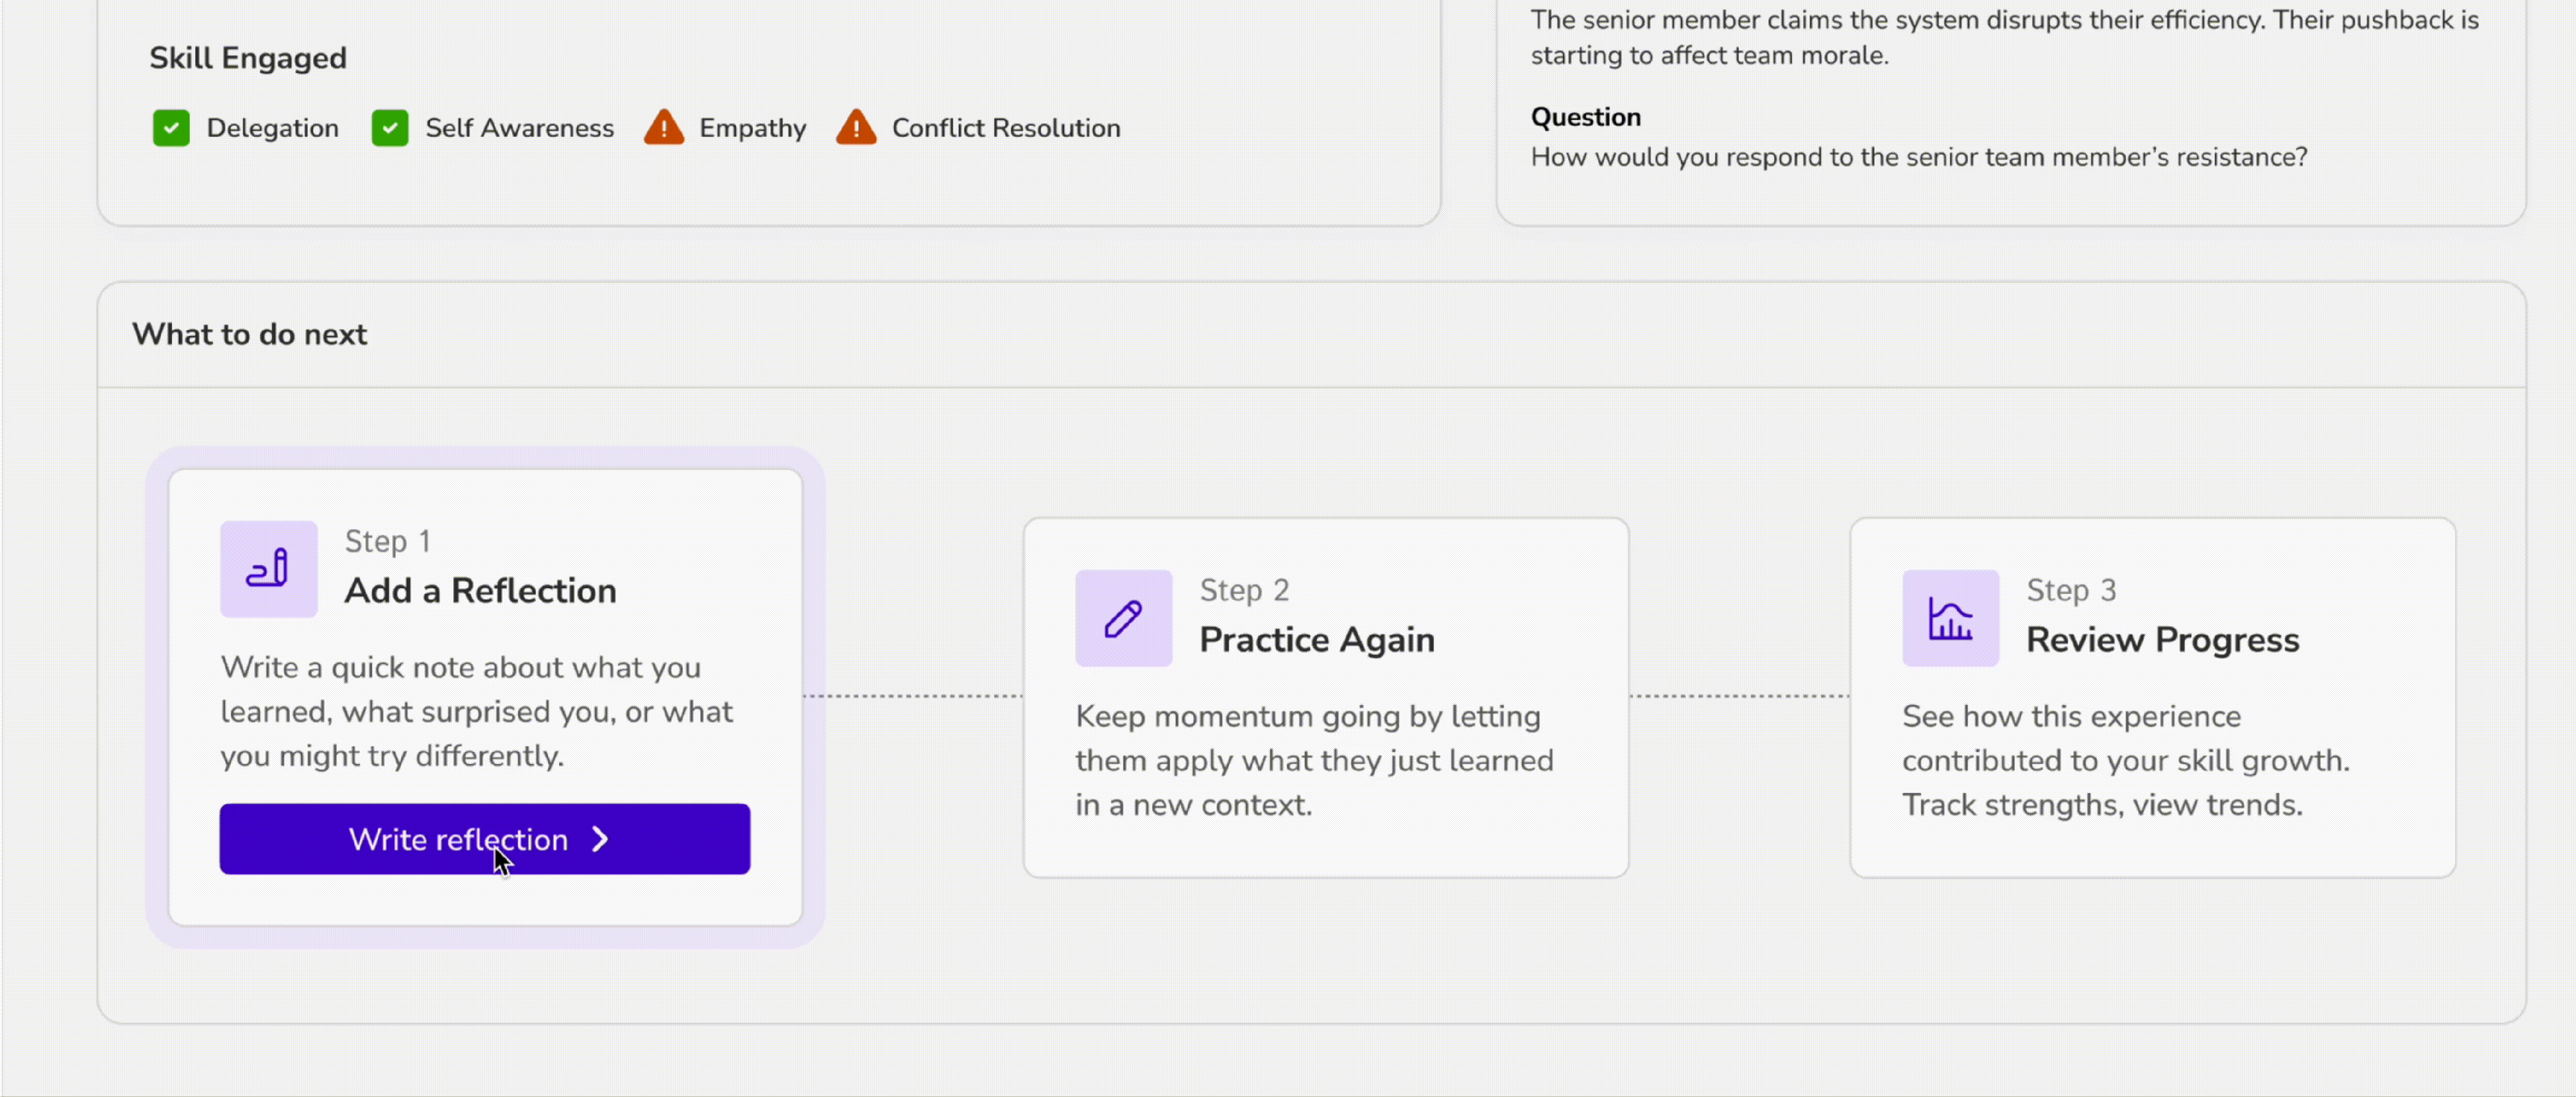 Skill Engaged
Delegation
Self Awareness
Empathy
Conflict Resolution
The senior member claims the system disrupts their efficiency. Their pushback is
starting to affect team morale.
Question
How would you respond to the senior team member’s resistance?
What to do next
Step 1
Add a Reflection
Write a quick note about what you
learned, what surprised you, or what
you might try differently.
Write reflection
Step 2
Practice Again
Keep momentum going by letting
them apply what they just learned
in a new context.
Step 3
Review Progress
See how this experience
contributed to your skill growth.
Track strengths, view trends.